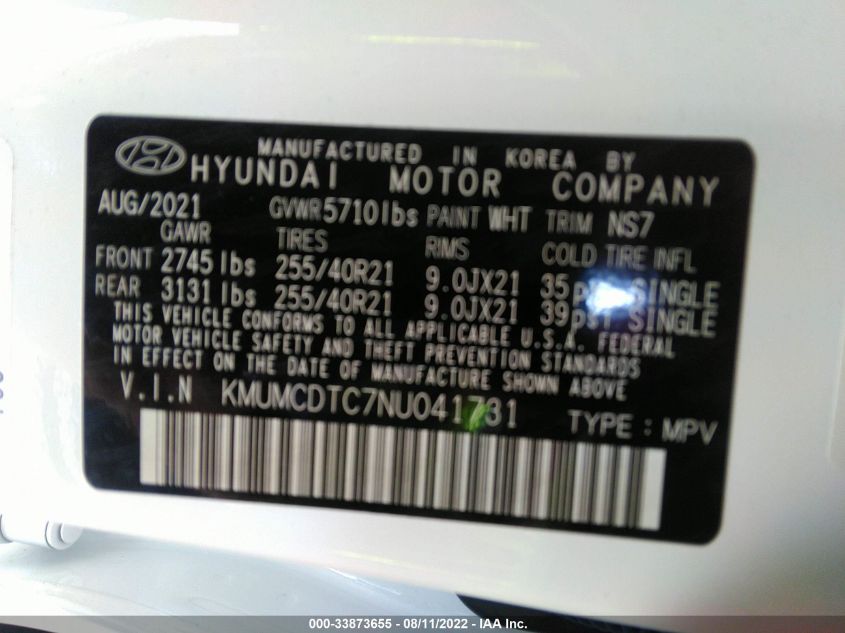 MANUFACTURED IN KOREA BY
HYUNDAI MOTOR COMPANY
AUG/2021 GVWR 5710lbs PAINT WHT TRIM NS7
GAWR TIRES RIMS COLD TIRE INFL
FRONT 2745 lbs 255/40R21 9.0JX21 35 psi SINGLE
REAR 3131 lbs 255/40R21 9.0JX21 39 psi SINGLE
THIS VEHICLE CONFORMS TO ALL APPLICABLE U.S.A. FEDERAL
MOTOR VEHICLE SAFETY AND THEFT PREVENTION STANDARDS
IN EFFECT ON THE DATE OF MANUFACTURE SHOWN ABOVE
V.I.N KMUMCDTC7NU041731
TYPE : MPV
000-33873655 - 08/11/2022 - IAA Inc.